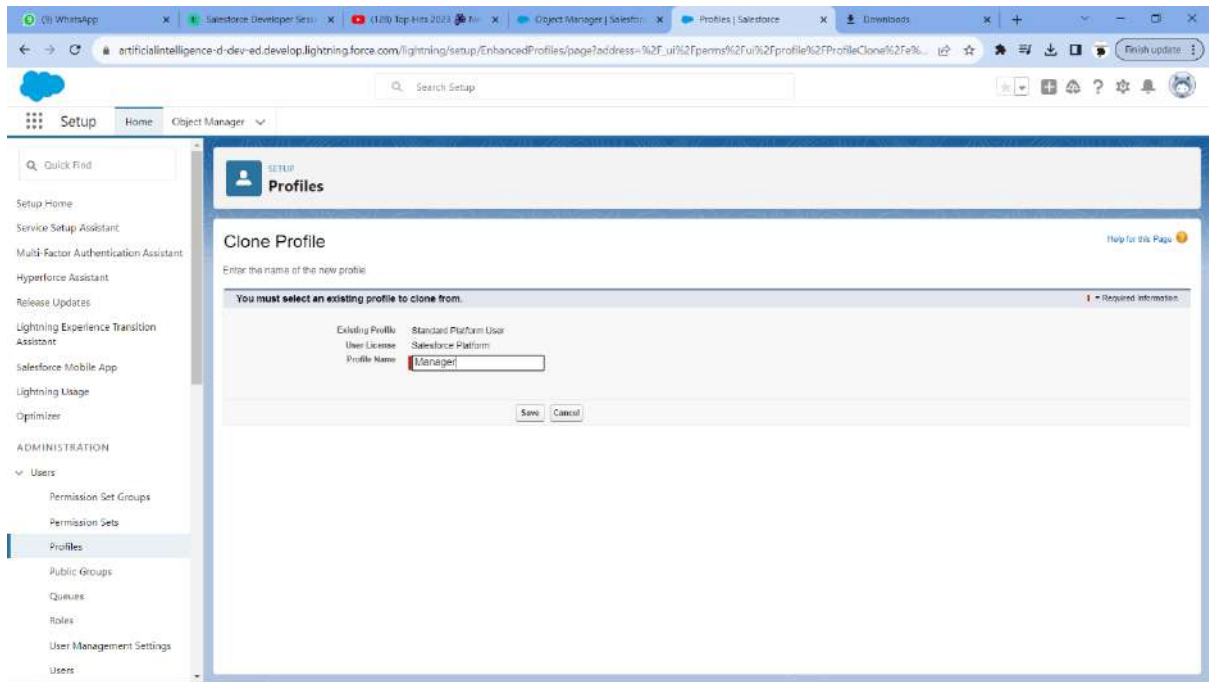 (9) WhatsApp
Salesforce Developer Sessi
(128) Top Hits 2023
Object Manager | Salesfor
Profiles | Salesforce
Downloads
artificialintelligence-d-dev-ed.develop.lightning.force.com/lightning/setup/EnhancedProfiles/page?address=%2F_ui%2Fperms%2Fui%2Fprofile%2FProfileClone%2Fe%...
Finish update
Search Setup
Setup
Home
Object Manager
Quick Find
Setup Home
Service Setup Assistant
Multi-Factor Authentication Assistant
Hyperforce Assistant
Release Updates
Lightning Experience Transition
Assistant
Salesforce Mobile App
Lightning Usage
Optimizer
ADMINISTRATION
Users
Permission Set Groups
Permission Sets
Profiles
Public Groups
Queues
Roles
User Management Settings
Users
SETUP
Profiles
Clone Profile
Help for this Page
Enter the name of the new profile.
You must select an existing profile to clone from.
= Required Information
Existing Profile Standard Platform User
User License Salesforce Platform
Profile Name Manager
Save Cancel